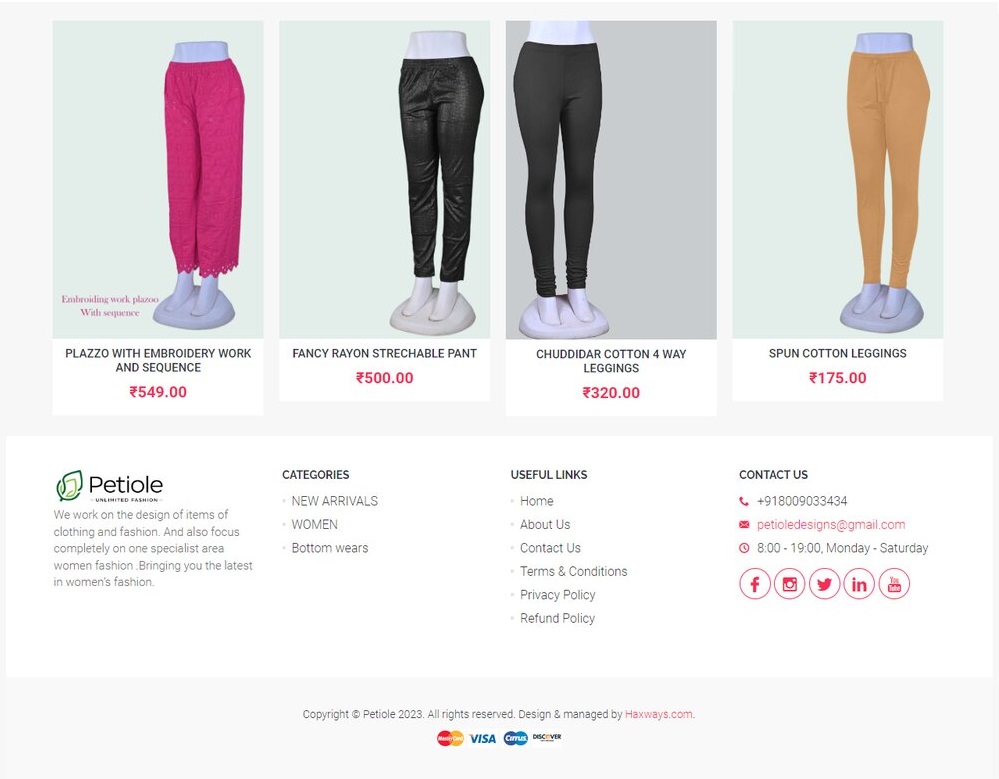 Embroiding work plazoo
With sequence
PLAZZO WITH EMBROIDERY WORK
AND SEQUENCE
₹549.00
FANCY RAYON STRECHABLE PANT
₹500.00
CHUDDIDAR COTTON 4 WAY
LEGGINGS
₹320.00
SPUN COTTON LEGGINGS
₹175.00
Petiole
- UNLIMITED FASHION -
We work on the design of items of
clothing and fashion. And also focus
completely on one specialist area
women fashion .Bringing you the latest
in women's fashion.
CATEGORIES
NEW ARRIVALS
WOMEN
Bottom wears
USEFUL LINKS
Home
About Us
Contact Us
Terms & Conditions
Privacy Policy
Refund Policy
CONTACT US
+918009033434
petioledesigns@gmail.com
8:00 - 19:00, Monday - Saturday
You Tube
Copyright © Petiole 2023. All rights reserved. Design & managed by Haxways.com.
MasterCard VISA Cirrus DISCOVER